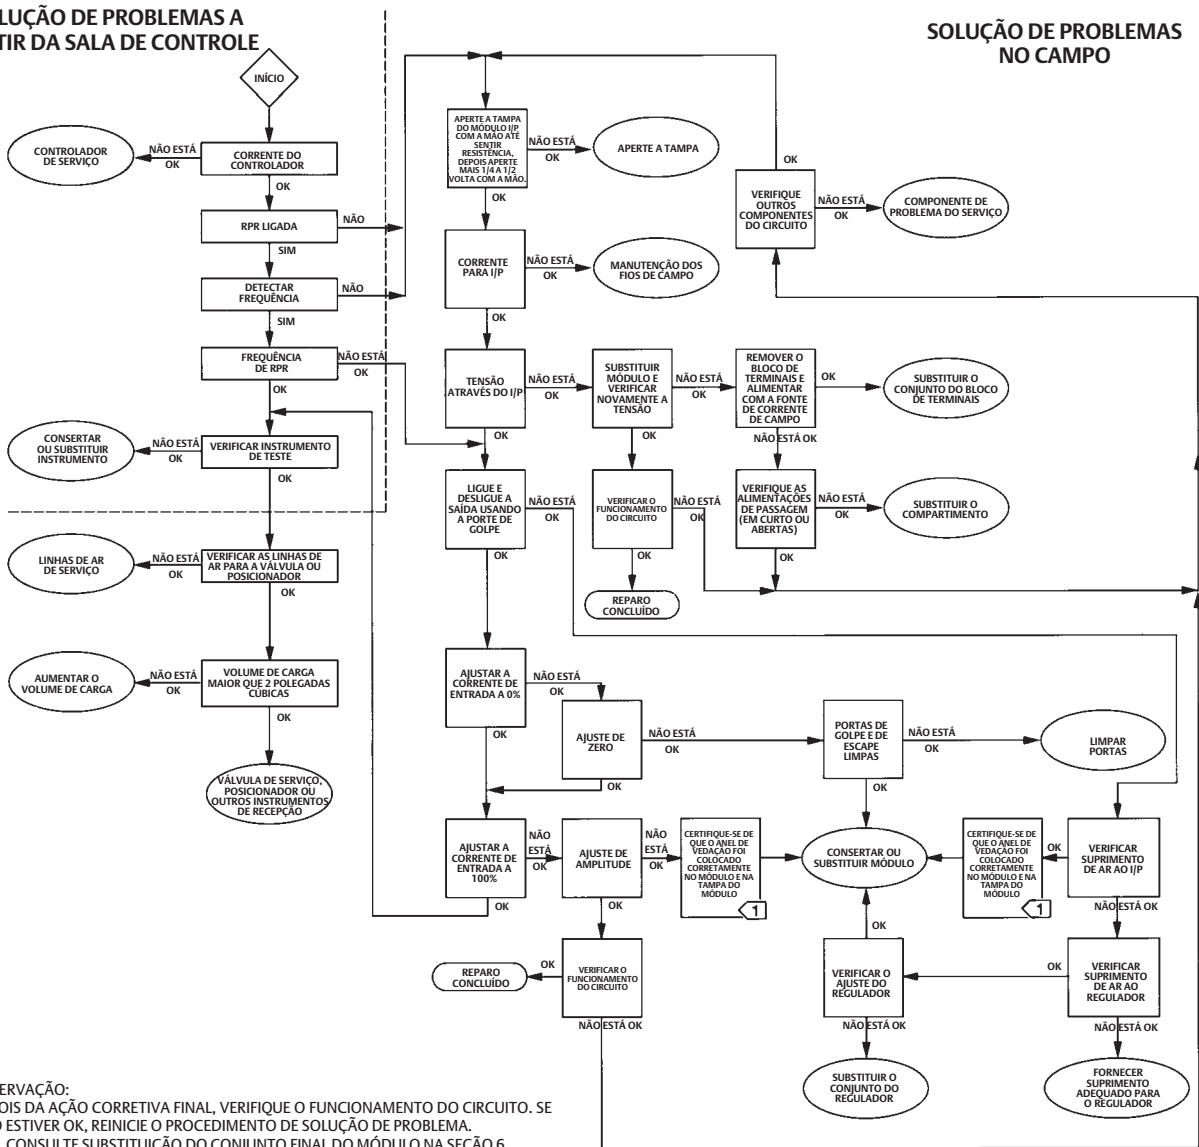 LUÇÃO DE PROBLEMAS A
TIR DA SALA DE CONTROLE
SOLUÇÃO DE PROBLEMAS
NO CAMPO
INÍCIO
CONTROLADOR
DE SERVIÇO
NÃO ESTÁ
OK
CORRENTE DO
CONTROLADOR
OK
RPR LIGADA
NÃO
SIM
DETECTAR
FREQUÊNCIA
NÃO
SIM
FREQUÊNCIA
DE RPR
NÃO ESTÁ
OK
OK
CONSERTAR
OU SUBSTITUIR
INSTRUMENTO
NÃO ESTÁ
OK
VERIFICAR INSTRUMENTO
DE TESTE
OK
LINHAS DE AR
DE SERVIÇO
NÃO ESTÁ
OK
VERIFICAR AS LINHAS DE
AR PARA A VÁLVULA OU
POSICIONADOR
OK
AUMENTAR O
VOLUME DE CARGA
NÃO ESTÁ
OK
VOLUME DE CARGA
MAIOR QUE 2 POLEGADAS
CÚBICAS
OK
VÁLVULA DE SERVIÇO,
POSICIONADOR OU
OUTROS INSTRUMENTOS
DE RECEPÇÃO
APERTE A TAMPA
DO MÓDULO I/P
COM A MÃO ATÉ
SENTIR
RESISTÊNCIA,
DEPOIS APERTE
MAIS 1/4 A 1/2
VOLTA COM A MÃO.
NÃO ESTÁ
OK
APERTE A TAMPA
OK
CORRENTE
PARA I/P
NÃO ESTÁ
OK
MANUTENÇÃO DOS
FIOS DE CAMPO
OK
TENSÃO
ATRAVÉS DO I/P
NÃO ESTÁ
OK
SUBSTITUIR
MÓDULO E
VERIFICAR
NOVAMENTE A
TENSÃO
NÃO ESTÁ
OK
REMOVER O
BLOCO DE
TERMINAIS E
ALIMENTAR
COM A FONTE
DE CORRENTE
DE CAMPO
OK
SUBSTITUIR O
CONJUNTO DO BLOCO
DE TERMINAIS
OK
VERIFIQUE
OUTROS
COMPONENTES
DO CIRCUITO
NÃO ESTÁ
OK
COMPONENTE DE
PROBLEMA DO SERVIÇO
OK
OK
NÃO ESTÁ OK
LIGUE E
DESLIGUE A
SAÍDA USANDO
A PORTE DE
GOLPE
NÃO ESTÁ
OK
VERIFICAR O
FUNCIONAMENTO
DO CIRCUITO
NÃO ESTÁ
OK
VERIFIQUE AS
ALIMENTAÇÕES
DE PASSAGEM
(EM CURTO OU
ABERTAS)
NÃO ESTÁ
OK
SUBSTITUIR O
COMPARTIMENTO
OK
OK
OK
REPARO
CONCLUÍDO
AJUSTAR A
CORRENTE DE
ENTRADA A 0%
NÃO ESTÁ
OK
OK
AJUSTE DE
ZERO
NÃO ESTÁ
OK
OK
PORTAS DE
GOLPE E DE
ESCAPE
LIMPAS
NÃO ESTÁ
OK
LIMPAR
PORTAS
OK
AJUSTAR A
CORRENTE DE
ENTRADA A
100%
NÃO
ESTÁ
OK
OK
AJUSTE DE
AMPLITUDE
NÃO
ESTÁ
OK
OK
CERTIFIQUE-SE DE
QUE O ANEL DE
VEDAÇÃO FOI
COLOCADO
CORRETAMENTE
NO MÓDULO E NA
TAMPA DO
MÓDULO
1
CONSERTAR OU
SUBSTITUIR MÓDULO
CERTIFIQUE-SE DE
QUE O ANEL DE
VEDAÇÃO FOI
COLOCADO
CORRETAMENTE
NO MÓDULO E NA
TAMPA DO
MÓDULO
1
OK
VERIFICAR
SUPRIMENTO
DE AR AO I/P
NÃO ESTÁ OK
REPARO
CONCLUÍDO
OK
VERIFICAR O
FUNCIONAMENTO
DO CIRCUITO
NÃO ESTÁ OK
OK
VERIFICAR O
AJUSTE DO
REGULADOR
OK
VERIFICAR
SUPRIMENTO
DE AR AO
REGULADOR
NÃO ESTÁ OK
NÃO ESTÁ OK
SUBSTITUIR O
CONJUNTO DO
REGULADOR
FORNECER
SUPRIMENTO
ADEQUADO PARA
O REGULADOR
ERVAÇÃO:
OIS DA AÇÃO CORRETIVA FINAL, VERIFIQUE O FUNCIONAMENTO DO CIRCUITO. SE
O ESTIVER OK, REINICIE O PROCEDIMENTO DE SOLUÇÃO DE PROBLEMA.
CONSULTE SUBSTITUIÇÃO DO CONJUNTO FINAL DO MÓDULO NA SEÇÃO 6